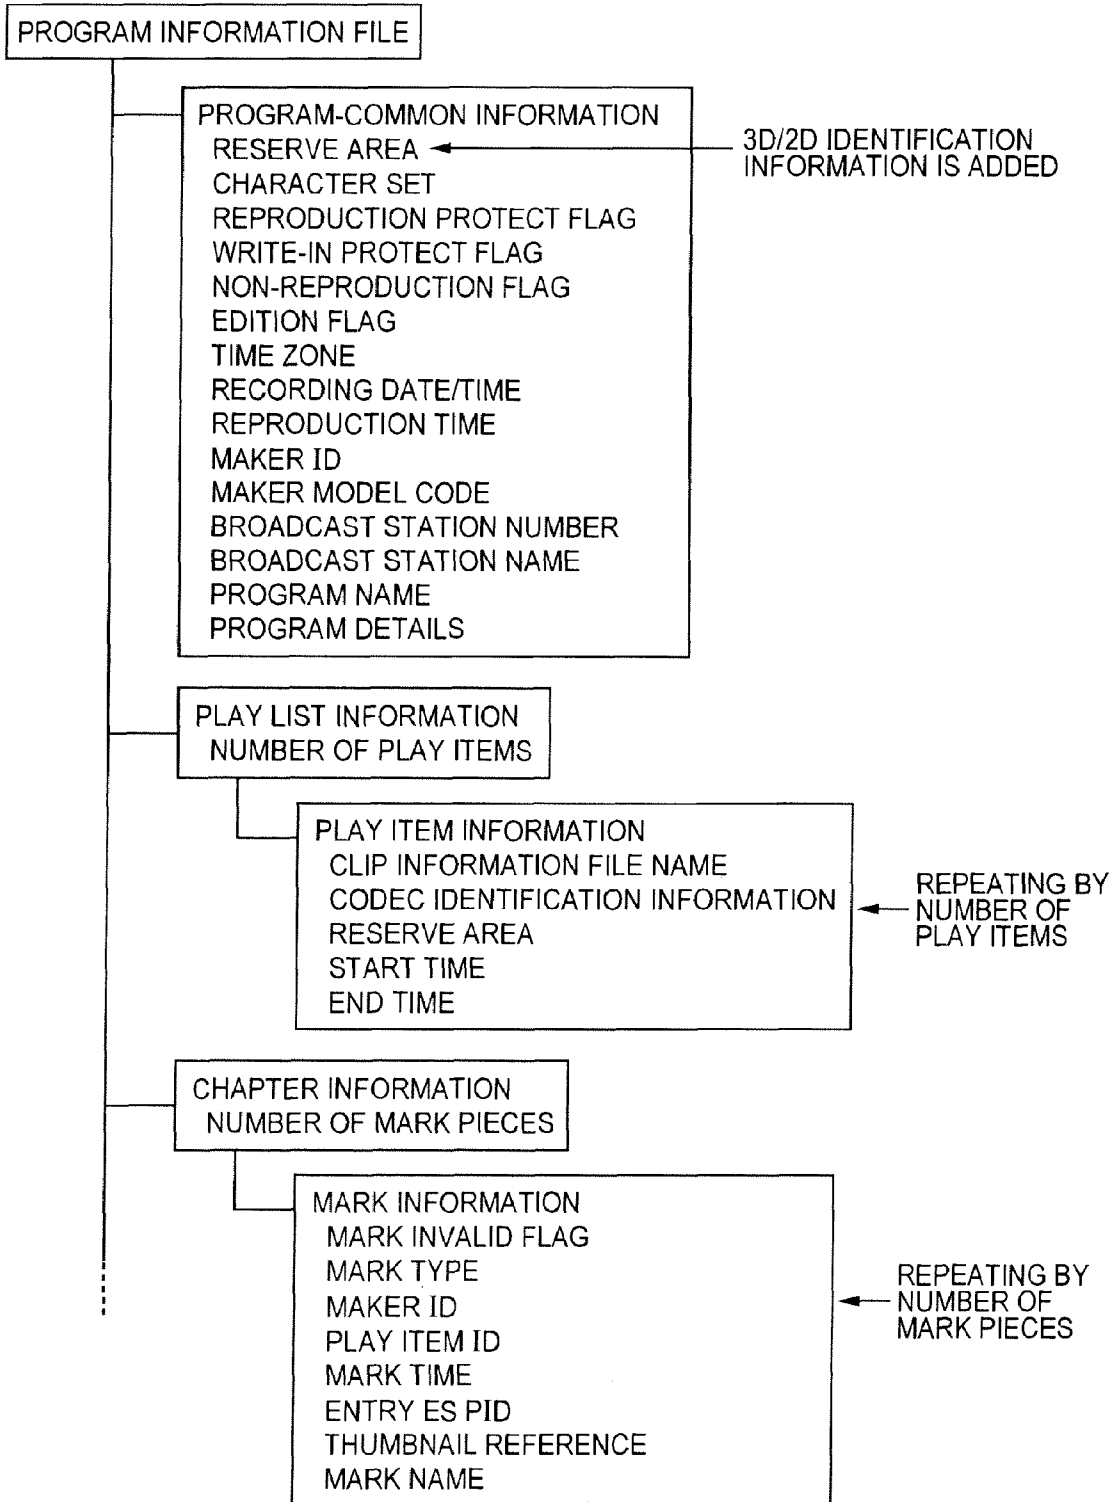 PROGRAM INFORMATION FILE
PROGRAM-COMMON INFORMATION
RESERVE AREA
CHARACTER SET
REPRODUCTION PROTECT FLAG
WRITE-IN PROTECT FLAG
NON-REPRODUCTION FLAG
EDITION FLAG
TIME ZONE
RECORDING DATE/TIME
REPRODUCTION TIME
MAKER ID
MAKER MODEL CODE
BROADCAST STATION NUMBER
BROADCAST STATION NAME
PROGRAM NAME
PROGRAM DETAILS
3D/2D IDENTIFICATION
INFORMATION IS ADDED
PLAY LIST INFORMATION
NUMBER OF PLAY ITEMS
PLAY ITEM INFORMATION
CLIP INFORMATION FILE NAME
CODEC IDENTIFICATION INFORMATION
RESERVE AREA
START TIME
END TIME
REPEATING BY
NUMBER OF
PLAY ITEMS
CHAPTER INFORMATION
NUMBER OF MARK PIECES
MARK INFORMATION
MARK INVALID FLAG
MARK TYPE
MAKER ID
PLAY ITEM ID
MARK TIME
ENTRY ES PID
THUMBNAIL REFERENCE
MARK NAME
REPEATING BY
NUMBER OF
MARK PIECES